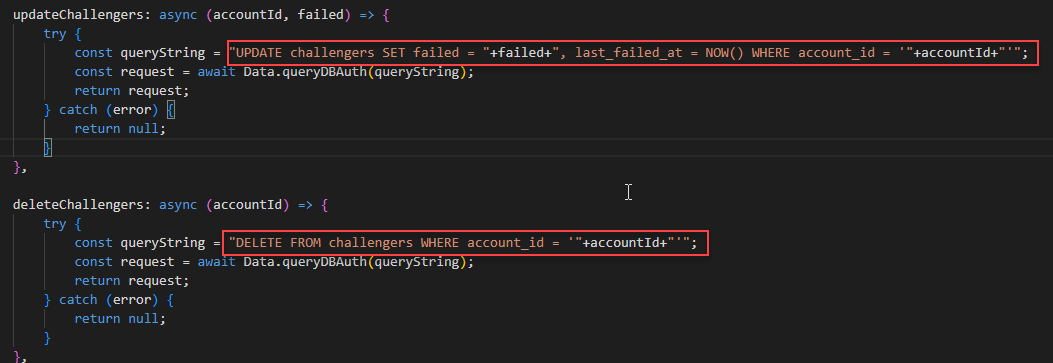 updateChallengers: async (accountId, failed) => {
try {
const queryString = "UPDATE challengers SET failed = "+failed+", last_failed_at = NOW() WHERE account_id = '"+accountId+"'";
const request = await Data.queryDBAuth(queryString);
return request;
} catch (error) {
return null;
}
},
deleteChallengers: async (accountId) => {
try {
const queryString = "DELETE FROM challengers WHERE account_id = '"+accountId+"'";
const request = await Data.queryDBAuth(queryString);
return request;
} catch (error) {
return null;
}
},